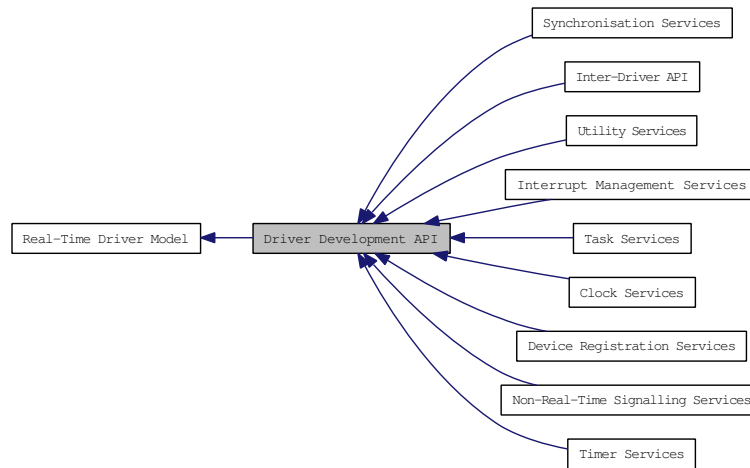 Synchronisation Services
Inter-Driver API
Utility Services
Interrupt Management Services
Real-Time Driver Model
Driver Development API
Task Services
Clock Services
Device Registration Services
Non-Real-Time Signalling Services
Timer Services